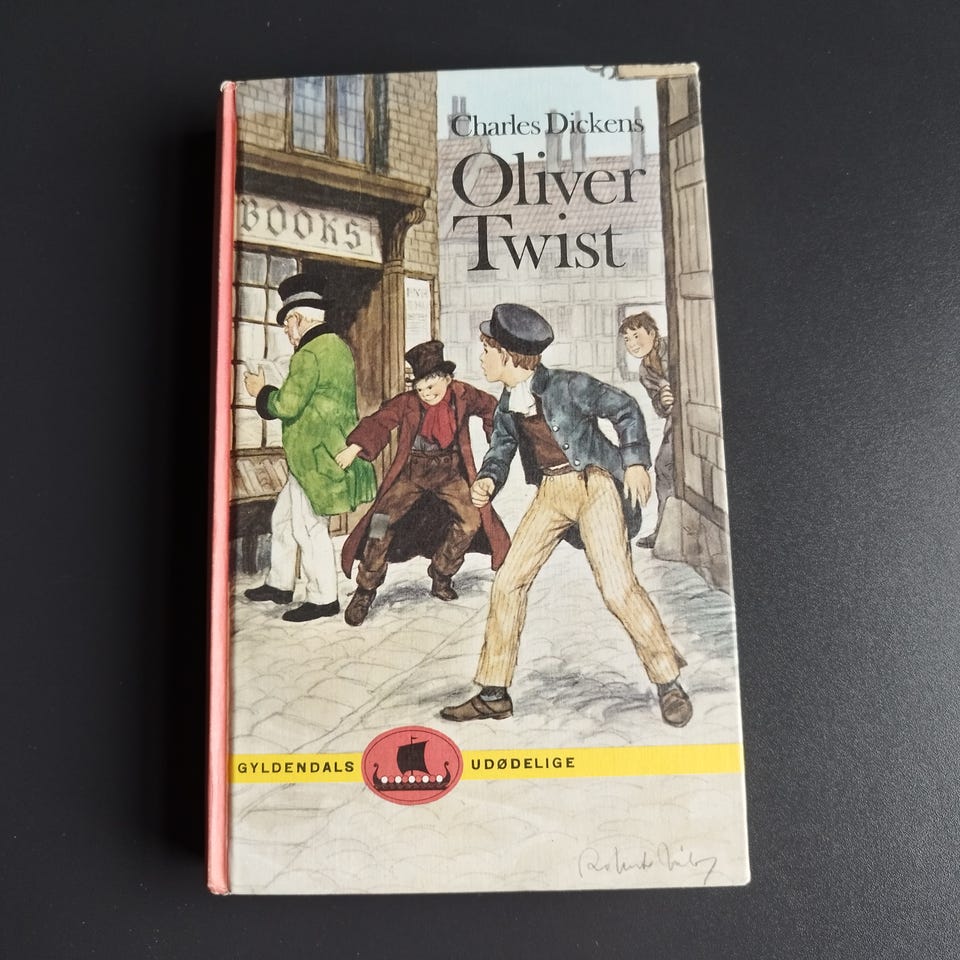 Charles Dickens
Oliver
Twist
BOOKS
GYLDENDALS UDØDELIGE